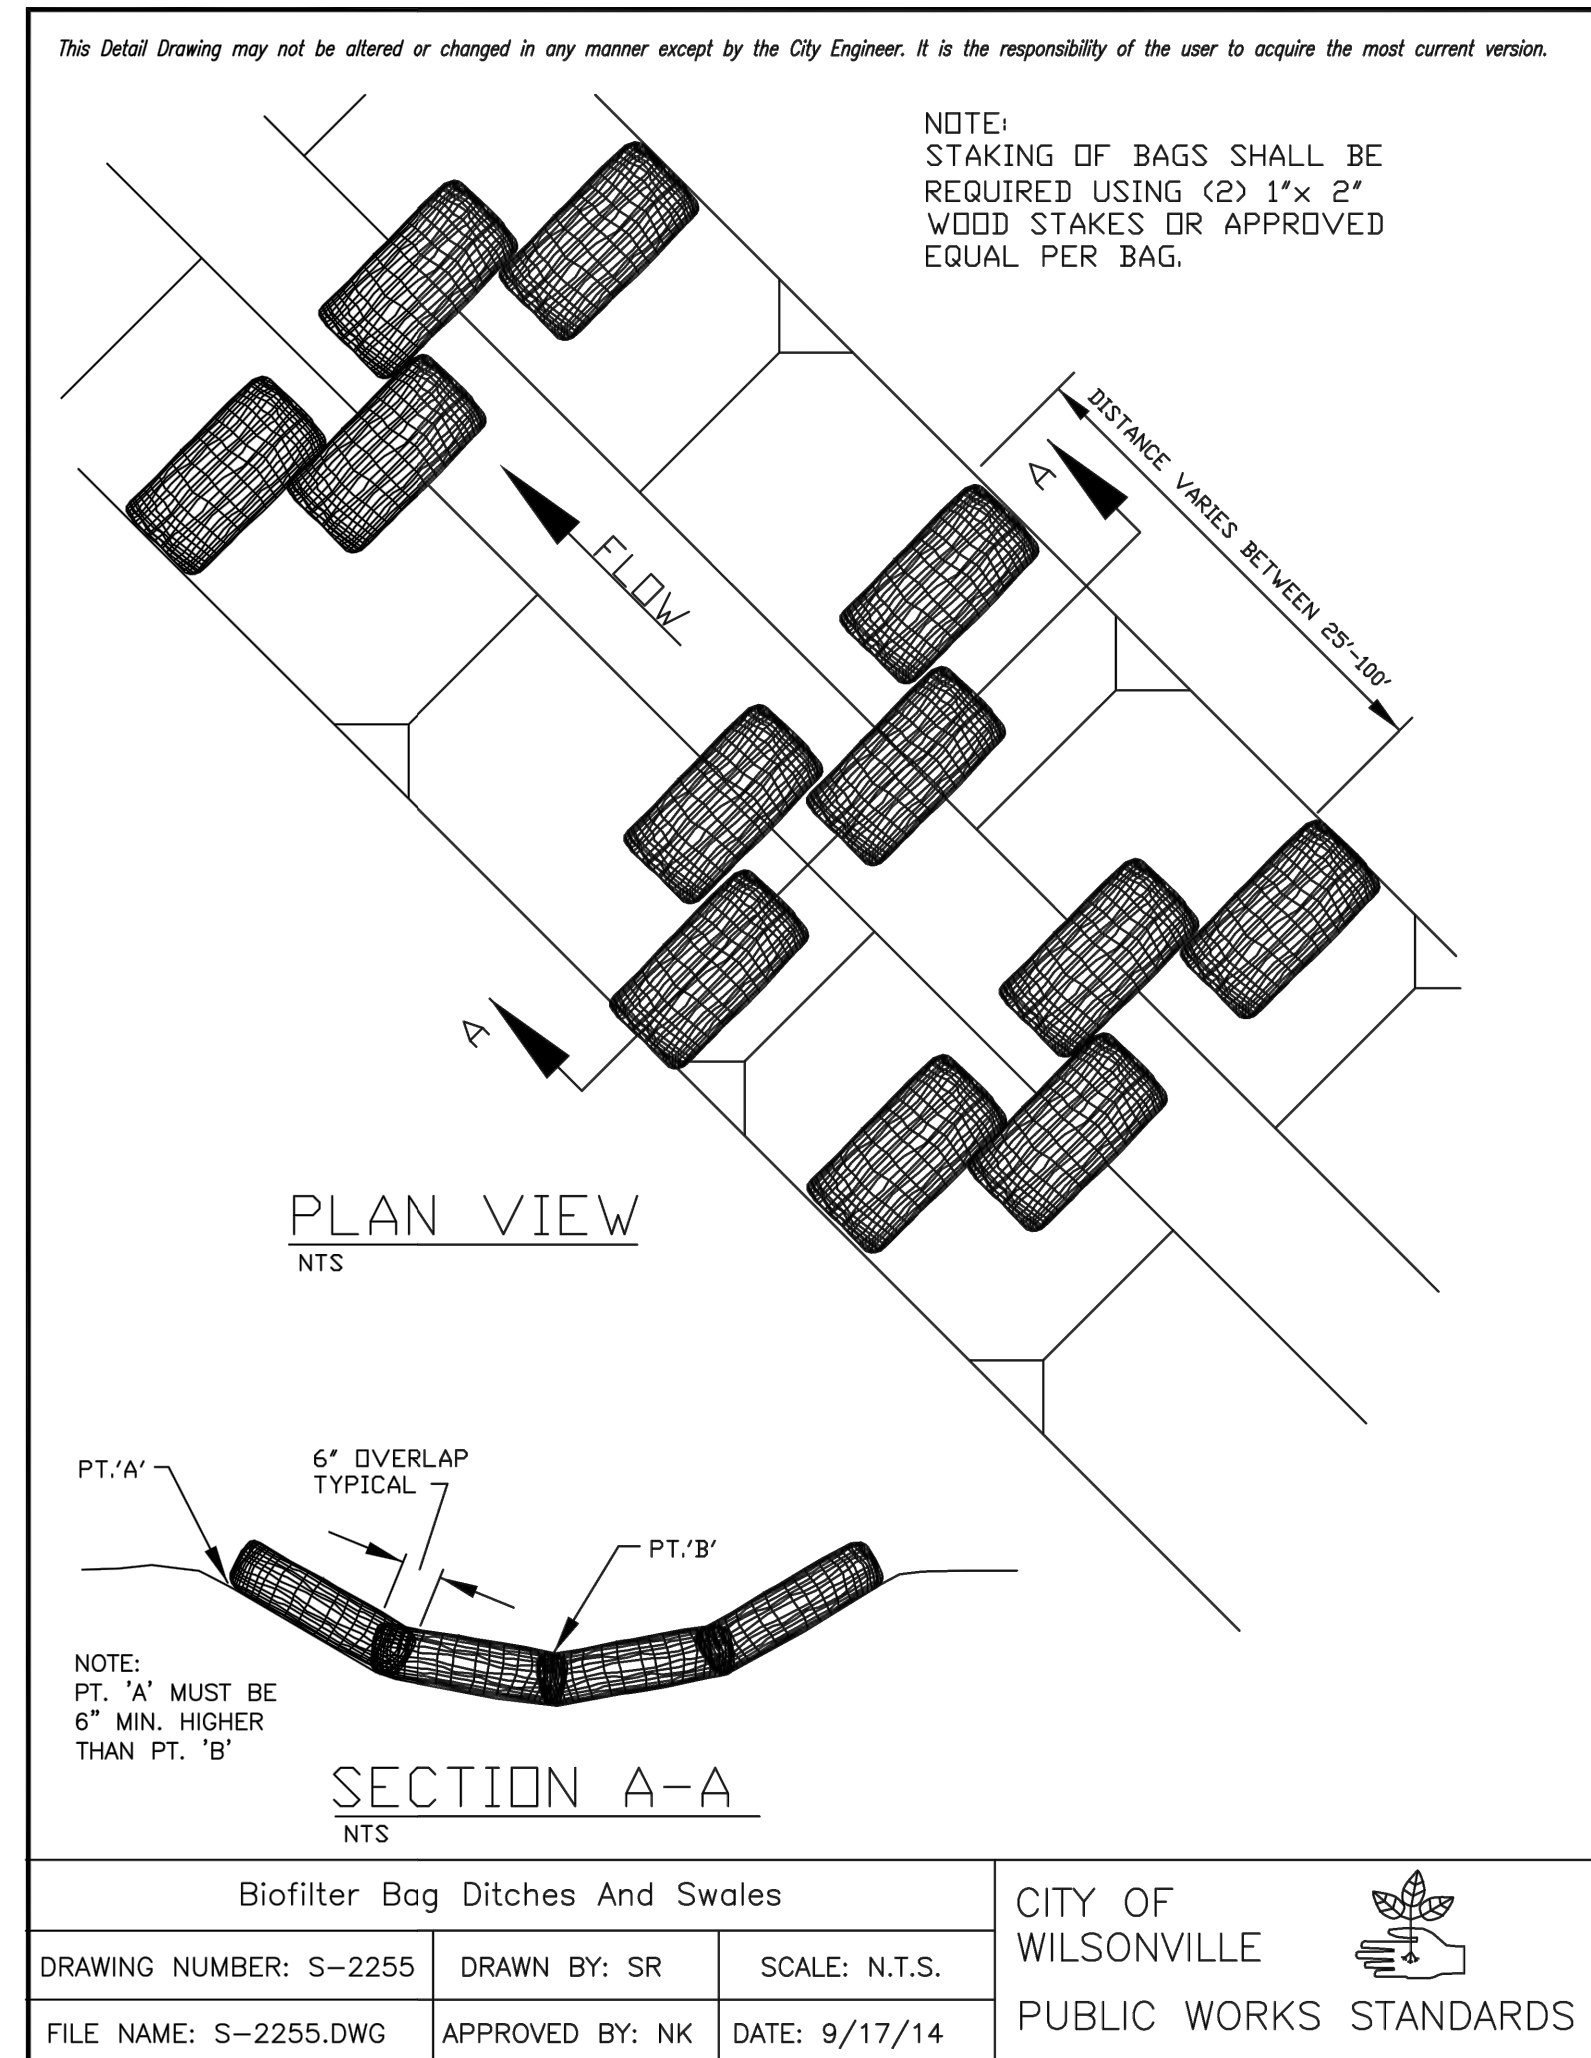 This Detail Drawing may not be altered or changed in any manner except by the City Engineer. It is the responsibility of the user to acquire the most current version.
NOTE:
STAKING OF BAGS SHALL BE
REQUIRED USING (2) 1"x 2"
WOOD STAKES OR APPROVED
EQUAL PER BAG.
DISTANCE VARIES BETWEEN 25'-100'
A
FLOW
A
PLAN VIEW
NTS
PT.'A'
6" OVERLAP
TYPICAL
PT.'B'
NOTE:
PT. 'A' MUST BE
6" MIN. HIGHER
THAN PT. 'B'
SECTION A-A
NTS
Biofilter Bag Ditches And Swales
DRAWING NUMBER: S-2255
DRAWN BY: SR
SCALE: N.T.S.
FILE NAME: S-2255.DWG
APPROVED BY: NK
DATE: 9/17/14
CITY OF
WILSONVILLE
PUBLIC WORKS STANDARDS